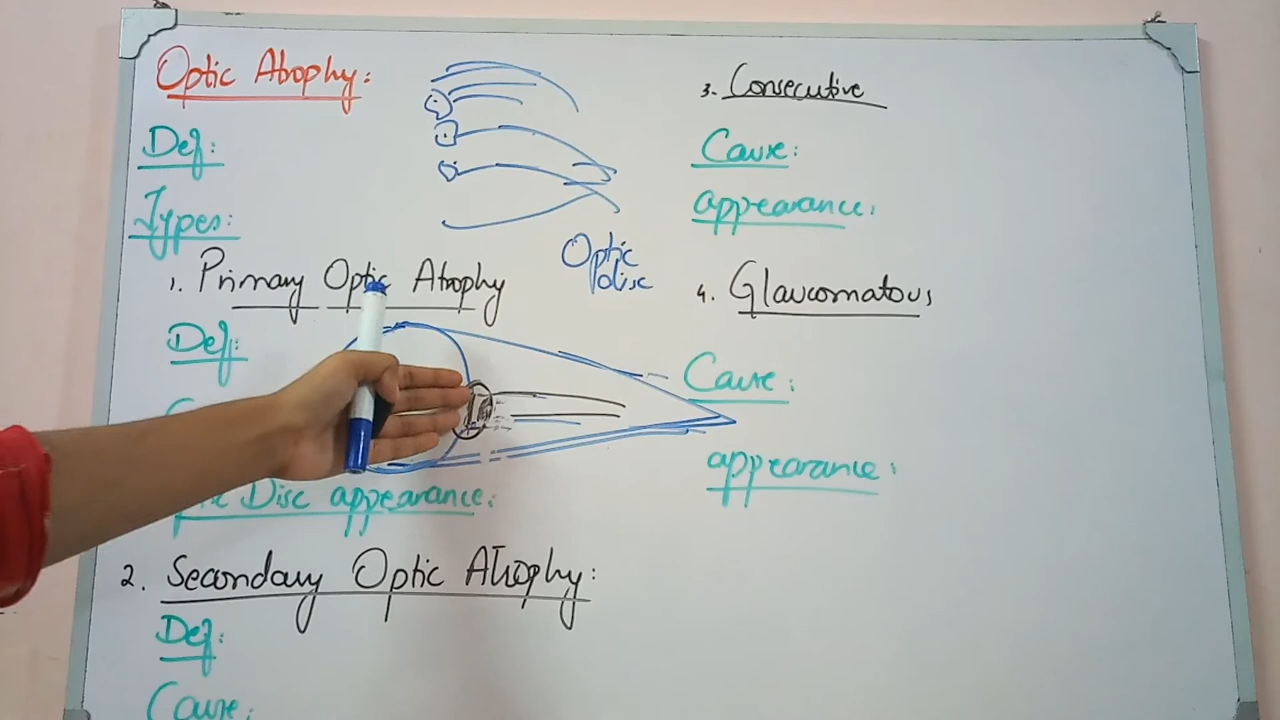 Optic Atrophy:
Def:
Types:
1. Primary Optic Atrophy
Def:
Disc appearance:
2. Secondary Optic Atrophy:
Def:
Cause:
Optic
Disc
3. Consecutive
Cause:
appearance:
4. Glaucomatous
Cause:
appearance: